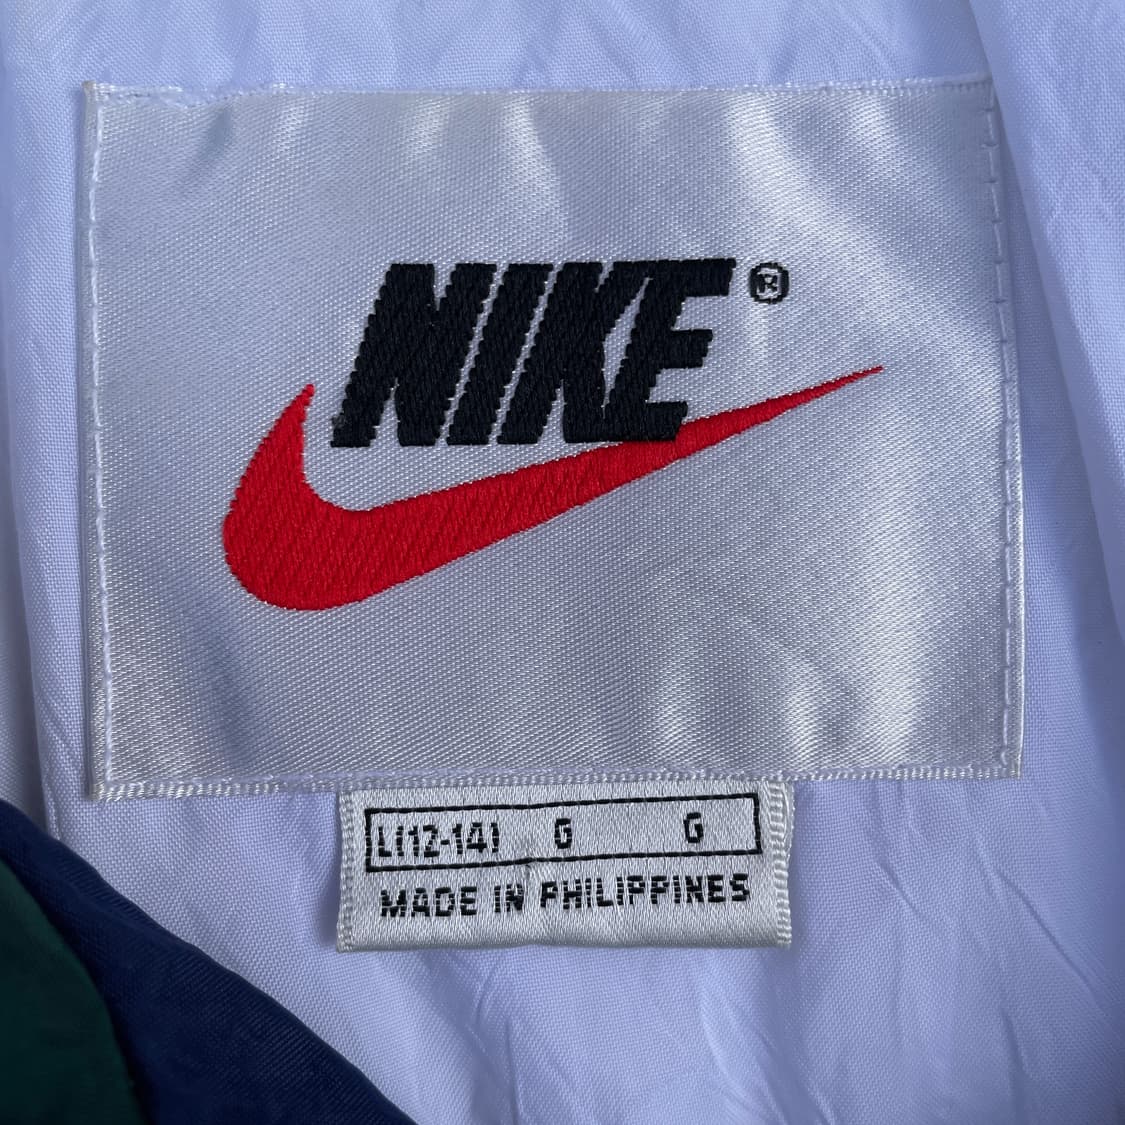 NIKE®
L(12-14) G G
MADE IN PHILIPPINES